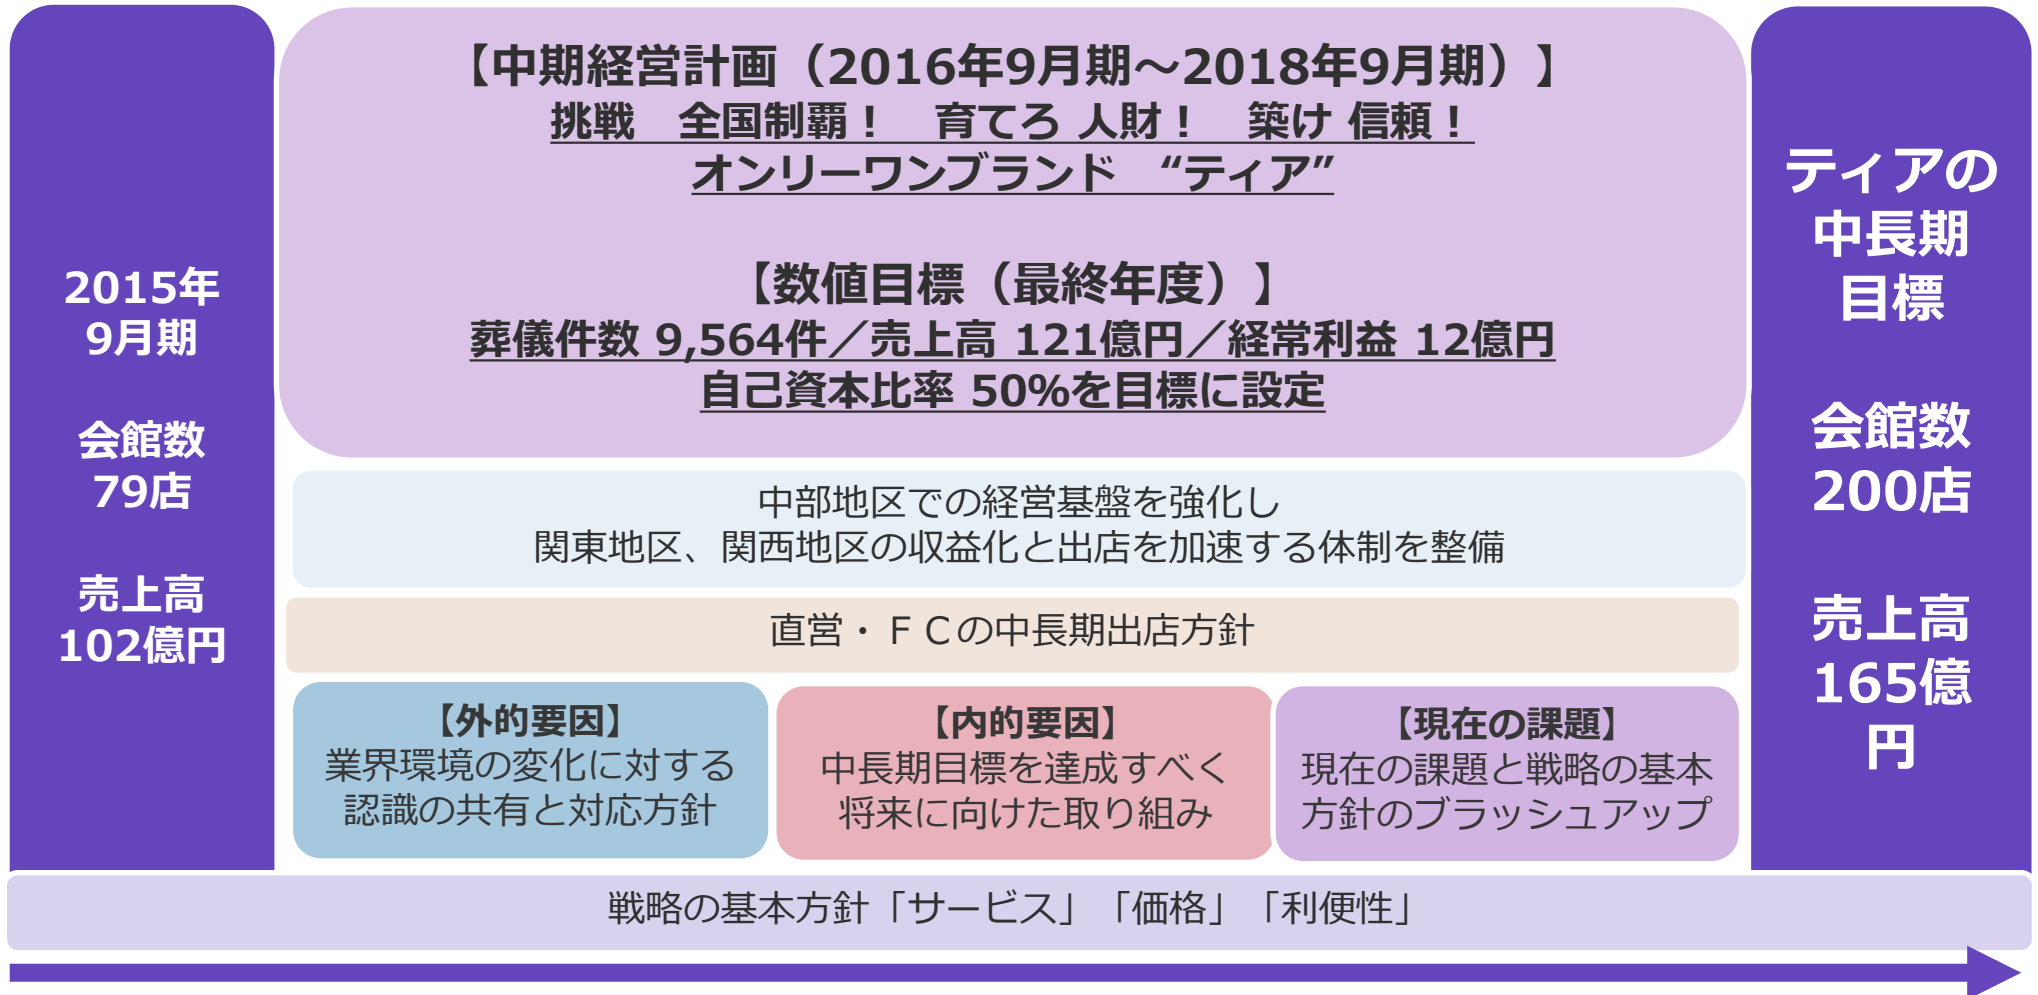 2015年
9月期
会館数
79店
売上高
102億円
【中期経営計画（2016年9月期～2018年9月期）】
挑戦　全国制覇！　育てろ 人財！　築け 信頼！
オンリーワンブランド　“ティア”
【数値目標（最終年度）】
葬儀件数 9,564件／売上高 121億円／経常利益 12億円
自己資本比率 50%を目標に設定
中部地区での経営基盤を強化し
関東地区、関西地区の収益化と出店を加速する体制を整備
直営・ＦＣの中長期出店方針
【外的要因】
業界環境の変化に対する
認識の共有と対応方針
【内的要因】
中長期目標を達成すべく
将来に向けた取り組み
【現在の課題】
現在の課題と戦略の基本
方針のブラッシュアップ
ティアの
中長期
目標
会館数
200店
売上高
165億
円
戦略の基本方針「サービス」「価格」「利便性」